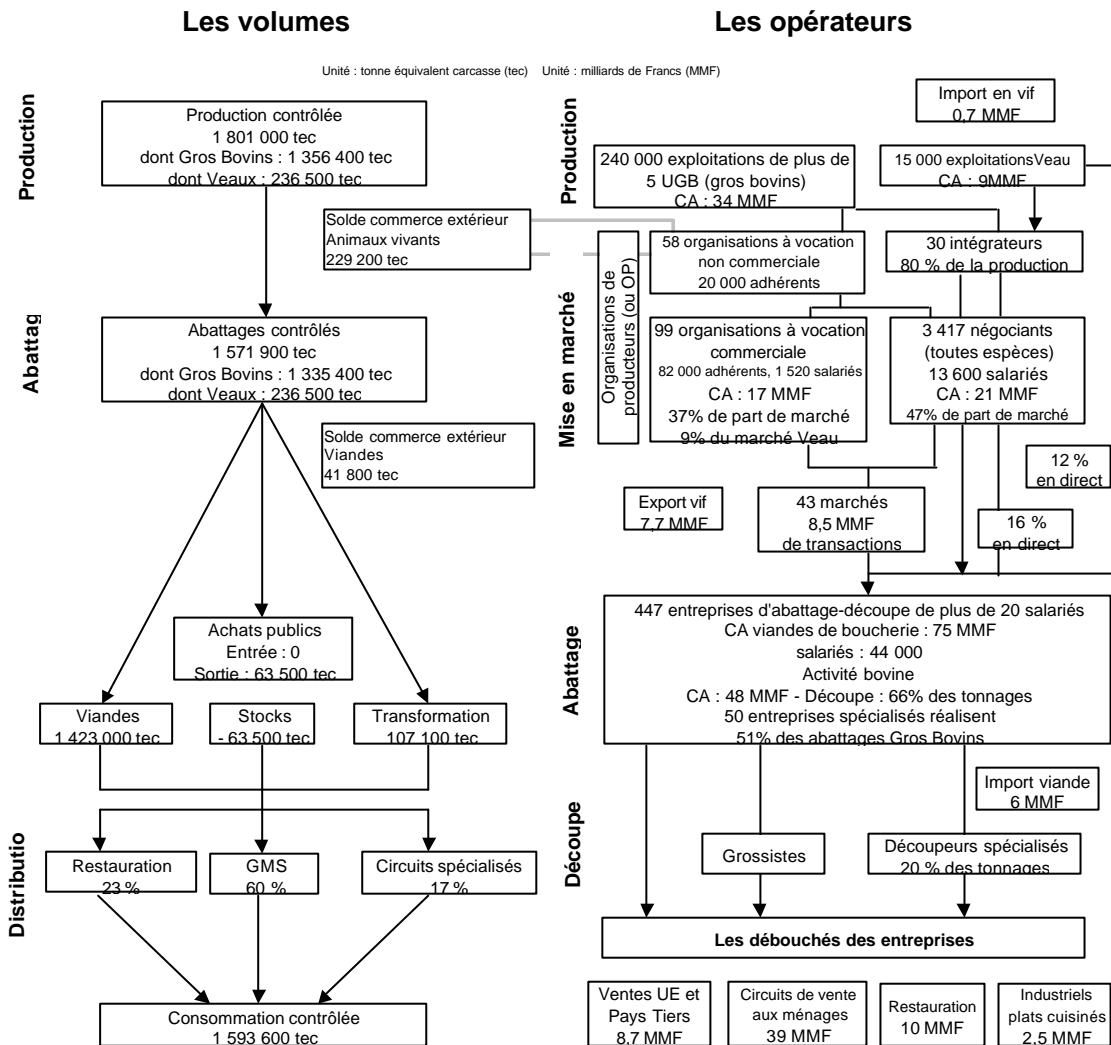 Les volumes
Les opérateurs
Unité : tonne équivalent carcasse (tec)
Unité : milliards de Francs (MMF)
Production
Production contrôlée
1 801 000 tec
dont Gros Bovins : 1 356 400 tec
dont Veaux : 236 500 tec
Solde commerce extérieur
Animaux vivants
229 200 tec
Abattag
Abattages contrôlés
1 571 900 tec
dont Gros Bovins : 1 335 400 tec
dont Veaux : 236 500 tec
Solde commerce extérieur
Viandes
41 800 tec
Achats publics
Entrée : 0
Sortie : 63 500 tec
Viandes
1 423 000 tec
Stocks
- 63 500 tec
Transformation
107 100 tec
Distributio
Restauration
23 %
GMS
60 %
Circuits spécialisés
17 %
Consommation contrôlée
1 593 600 tec
Production
Import en vif
0,7 MMF
240 000 exploitations de plus de
5 UGB (gros bovins)
CA : 34 MMF
15 000 exploitationsVeau
CA : 9MMF
Mise en marché
Organisations de
producteurs (ou OP)
58 organisations à vocation
non commerciale
20 000 adhérents
30 intégrateurs
80 % de la production
99 organisations à vocation
commerciale
82 000 adhérents, 1 520 salariés
CA : 17 MMF
37% de part de marché
9% du marché Veau
3 417 négociants
(toutes espèces)
13 600 salariés
CA : 21 MMF
47% de part de marché
12 %
en direct
Export vif
7,7 MMF
43 marchés
8,5 MMF
de transactions
16 %
en direct
Abattage
447 entreprises d'abattage-découpe de plus de 20 salariés
CA viandes de boucherie : 75 MMF
salariés : 44 000
Activité bovine
CA : 48 MMF - Découpe : 66% des tonnages
50 entreprises spécialisés réalisent
51% des abattages Gros Bovins
Import viande
6 MMF
Découpe
Grossistes
Découpeurs spécialisés
20 % des tonnages
Les débouchés des entreprises
Ventes UE et
Pays Tiers
8,7 MMF
Circuits de vente
aux ménages
39 MMF
Restauration
10 MMF
Industriels
plats cuisinés
2,5 MMF